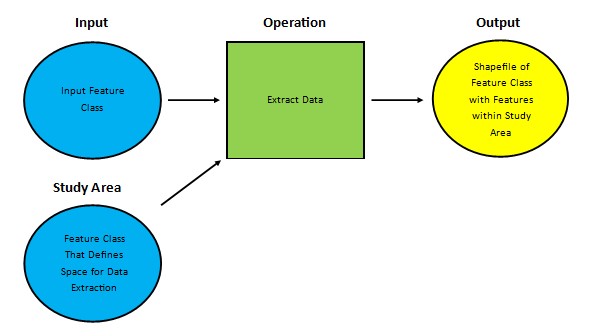 Input
Operation
Output
Input Feature
Class
Extract Data
Shapefile of
Feature Class
with Features
within Study
Area
Study Area
Feature Class
That Defines
Space for Data
Extraction